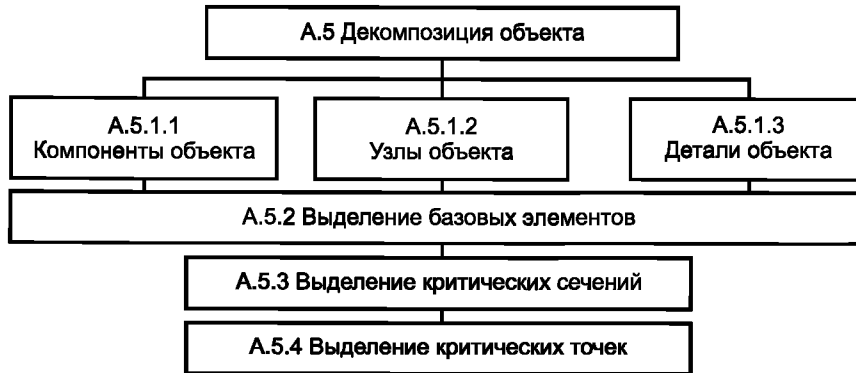 А.5 Декомпозиция объекта
А.5.1.1
Компоненты объекта
А.5.1.2
Узлы объекта
А.5.1.3
Детали объекта
А.5.2 Выделение базовых элементов
А.5.3 Выделение критических сечений
А.5.4 Выделение критических точек